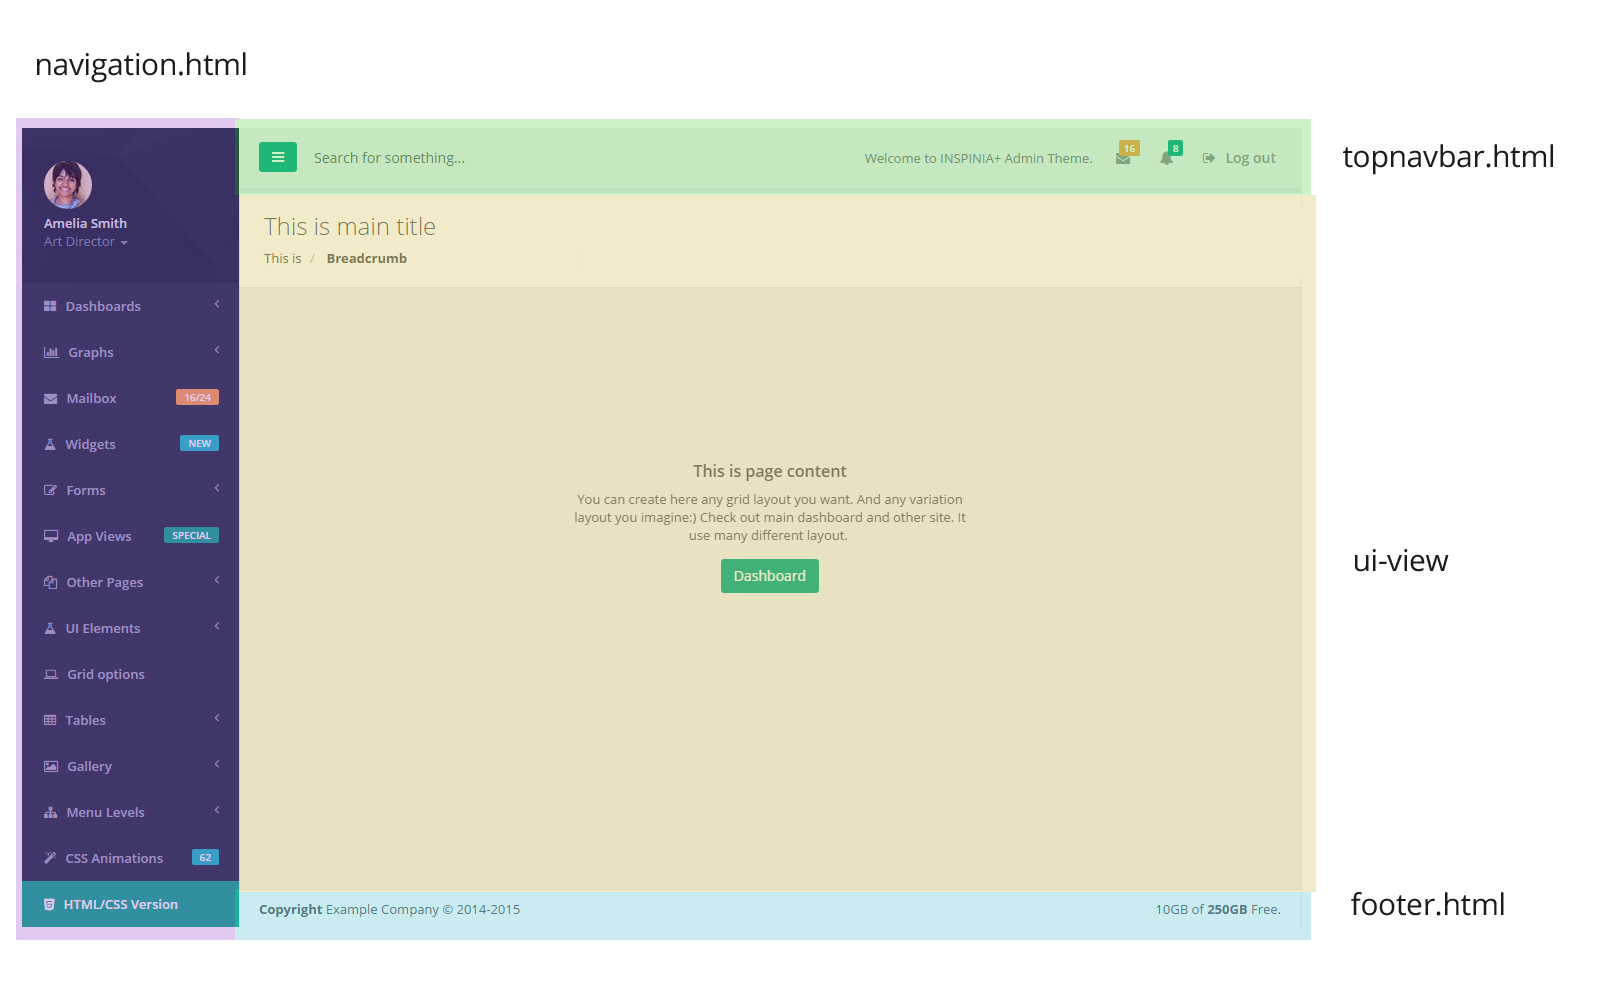 navigation.html
topnavbar.html
Search for something...
Welcome to INSPINIA+ Admin Theme.
16
8
Log out
Amelia Smith
Art Director
This is main title
This is / Breadcrumb
Dashboards
Graphs
Mailbox 16/24
Widgets NEW
Forms
App Views SPECIAL
Other Pages
UI Elements
Grid options
Tables
Gallery
Menu Levels
CSS Animations 62
HTML/CSS Version
This is page content
You can create here any grid layout you want. And any variation
layout you imagine:) Check out main dashboard and other site. It
use many different layout.
Dashboard
ui-view
Copyright Example Company © 2014-2015
10GB of 250GB Free.
footer.html